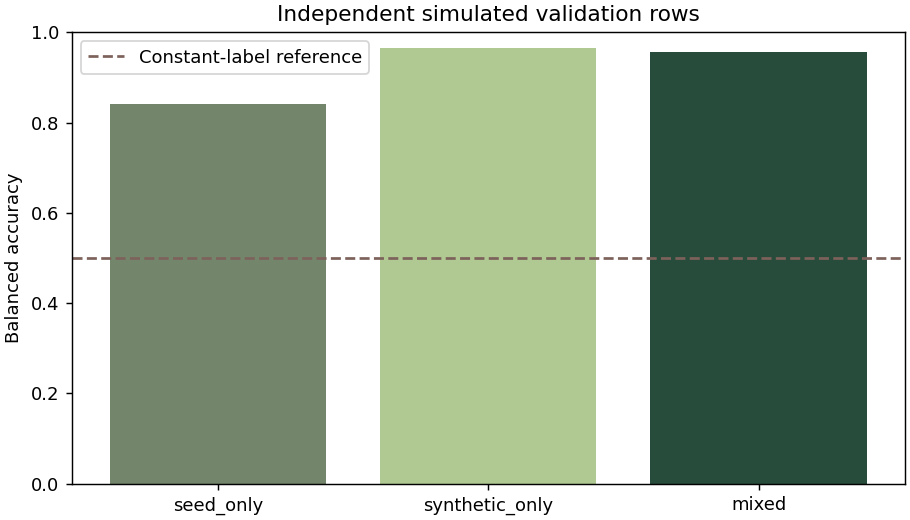 Independent simulated validation rows
Constant-label reference
Balanced accuracy
1.0
0.8
0.6
0.4
0.2
0.0
seed_only
synthetic_only
mixed